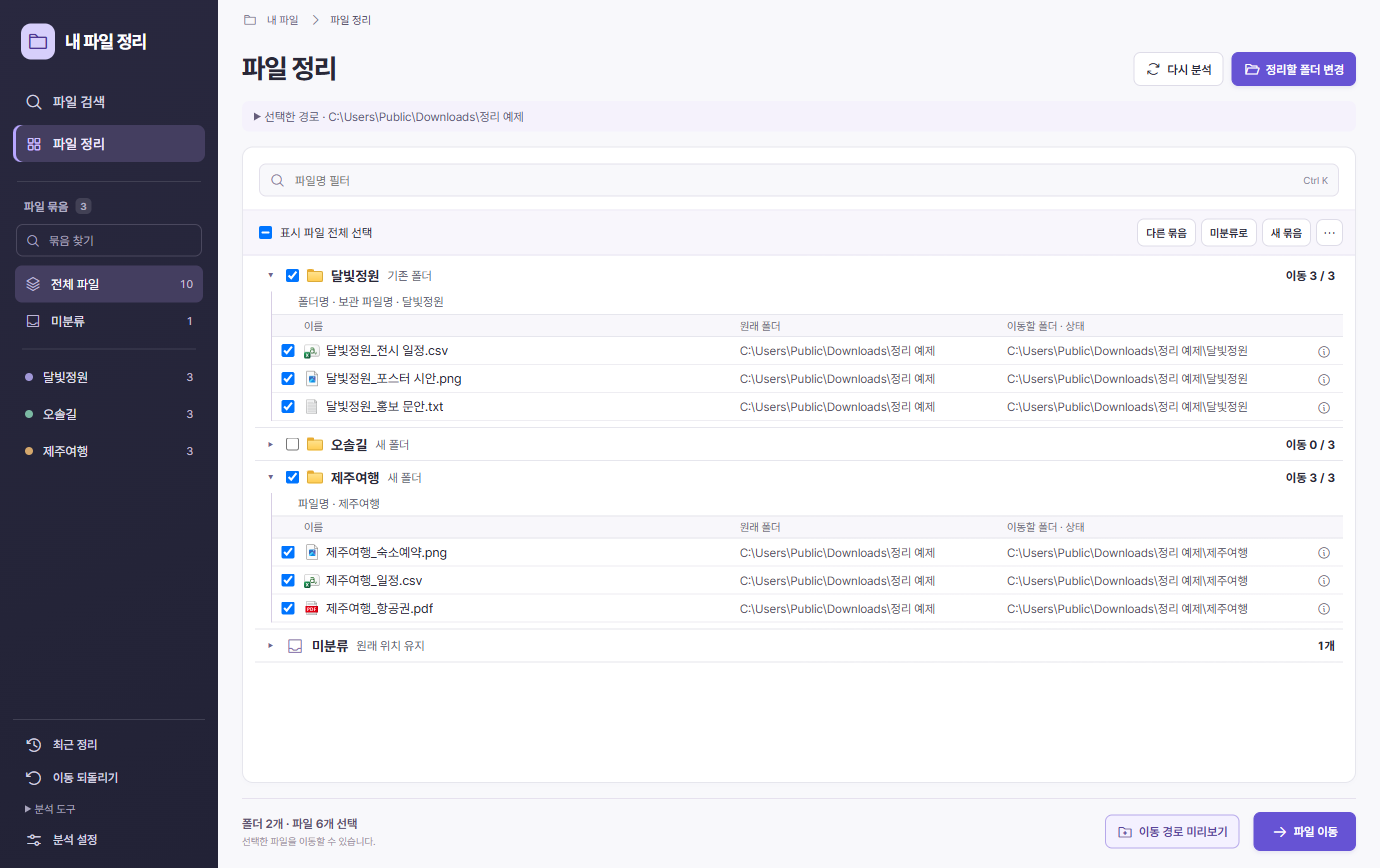 내 파일 정리
파일 검색
파일 정리
파일 묶음 3
묶음 찾기
전체 파일 10
미분류 1
달빛정원 3
오솔길 3
제주여행 3
최근 정리
이동 되돌리기
분석 도구
분석 설정
내 파일 > 파일 정리
파일 정리
다시 분석
정리할 폴더 변경
선택한 경로 · C:\Users\Public\Downloads\정리 예제
파일명 필터 Ctrl K
표시 파일 전체 선택
다른 묶음
미분류로
새 묶음
...
달빛정원 기존 폴더 이동 3 / 3
폴더명 · 보관 파일명 · 달빛정원
이름 원래 폴더 이동할 폴더 · 상태
달빛정원_전시 일정.csv C:\Users\Public\Downloads\정리 예제 C:\Users\Public\Downloads\정리 예제\달빛정원
달빛정원_포스터 시안.png C:\Users\Public\Downloads\정리 예제 C:\Users\Public\Downloads\정리 예제\달빛정원
달빛정원_홍보 문안.txt C:\Users\Public\Downloads\정리 예제 C:\Users\Public\Downloads\정리 예제\달빛정원
오솔길 새 폴더 이동 0 / 3
제주여행 새 폴더 이동 3 / 3
파일명 · 제주여행
이름 원래 폴더 이동할 폴더 · 상태
제주여행_숙소예약.png C:\Users\Public\Downloads\정리 예제 C:\Users\Public\Downloads\정리 예제\제주여행
제주여행_일정.csv C:\Users\Public\Downloads\정리 예제 C:\Users\Public\Downloads\정리 예제\제주여행
제주여행_항공권.pdf C:\Users\Public\Downloads\정리 예제 C:\Users\Public\Downloads\정리 예제\제주여행
미분류 원래 위치 유지 1개
폴더 2개 · 파일 6개 선택
선택한 파일을 이동할 수 있습니다.
이동 경로 미리보기
파일 이동